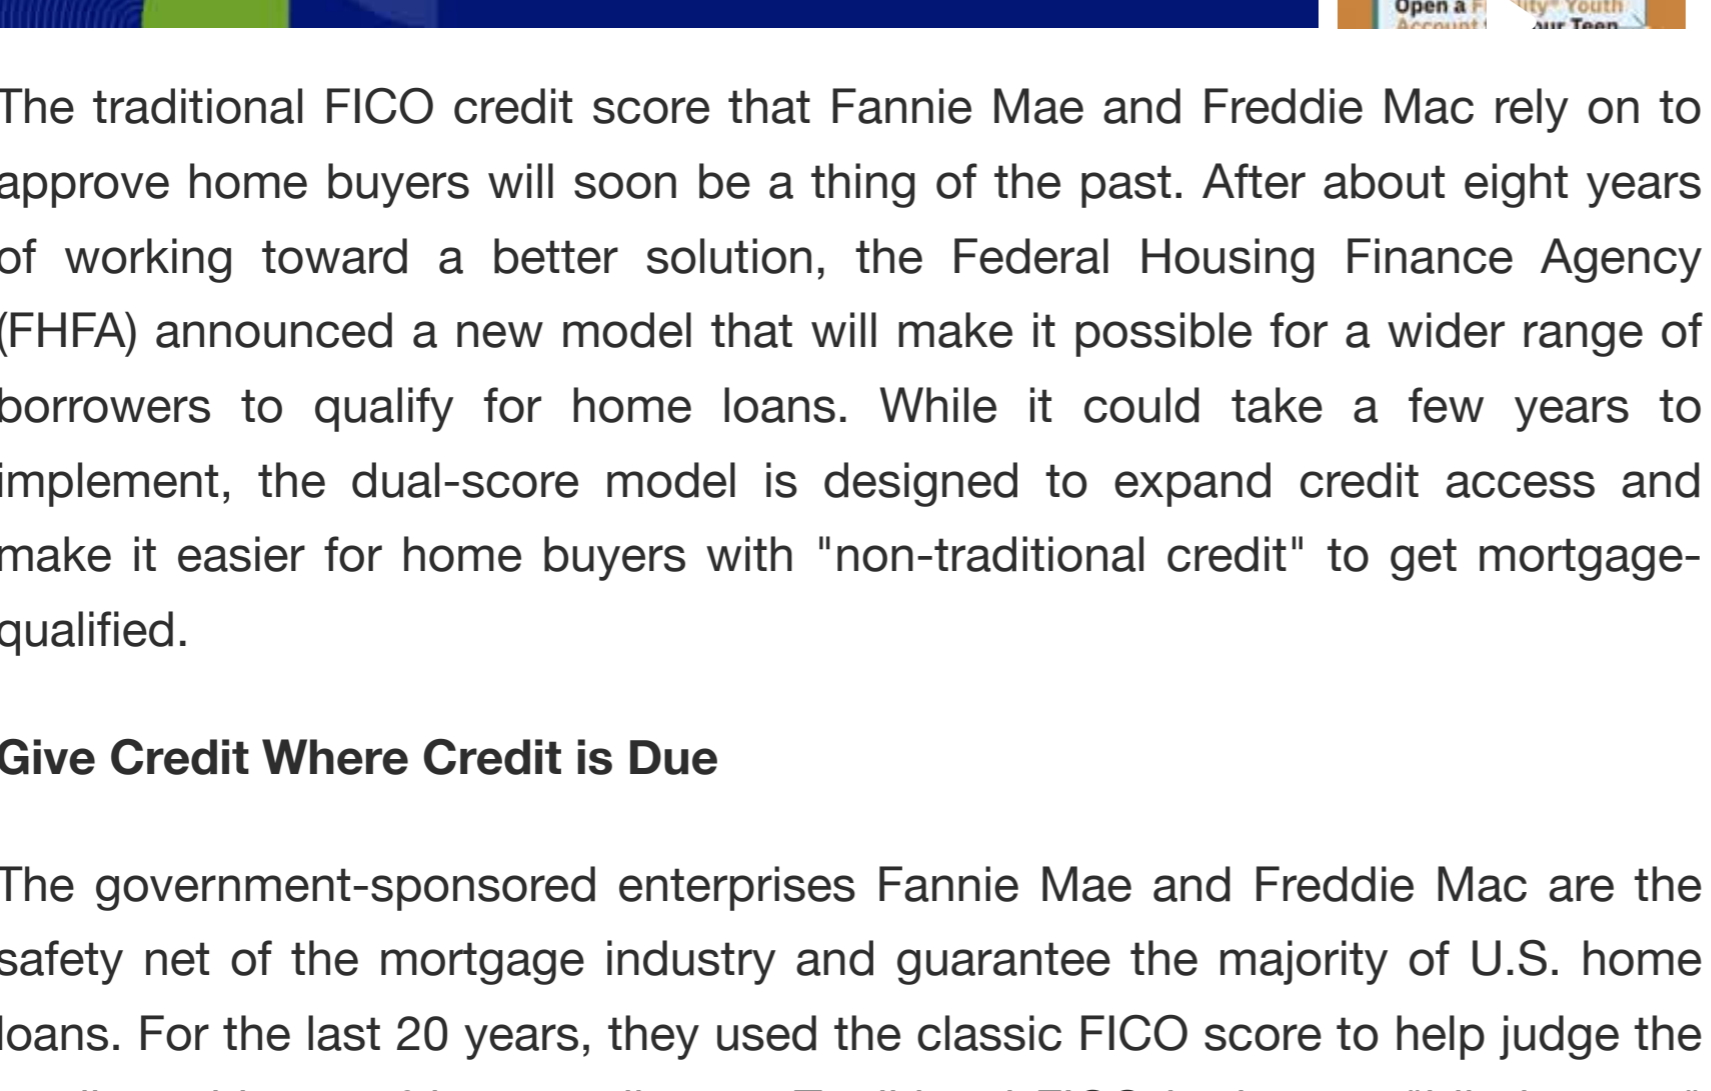 Open a
Youth
Account
our Teen
The traditional FICO credit score that Fannie Mae and Freddie Mac rely on to
approve home buyers will soon be a thing of the past. After about eight years
of working toward a better solution, the Federal Housing Finance Agency
(FHFA) announced a new model that will make it possible for a wider range of
borrowers to qualify for home loans. While it could take a few years to
implement, the dual-score model is designed to expand credit access and
make it easier for home buyers with "non-traditional credit" to get mortgage-
qualified.
Give Credit Where Credit is Due
The government-sponsored enterprises Fannie Mae and Freddie Mac are the
safety net of the mortgage industry and guarantee the majority of U.S. home
loans. For the last 20 years, they used the classic FICO score to help judge the